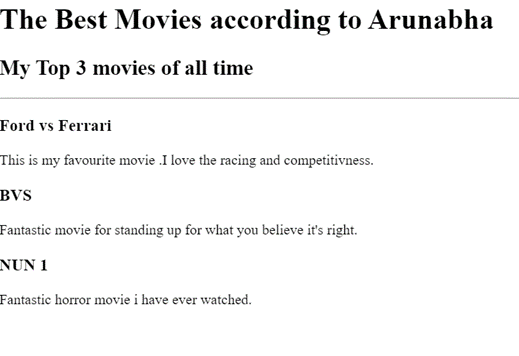 The Best Movies according to Arunabha
My Top 3 movies of all time
Ford vs Ferrari
This is my favourite movie .I love the racing and competitivness.
BVS
Fantastic movie for standing up for what you believe it's right.
NUN 1
Fantastic horror movie i have ever watched.